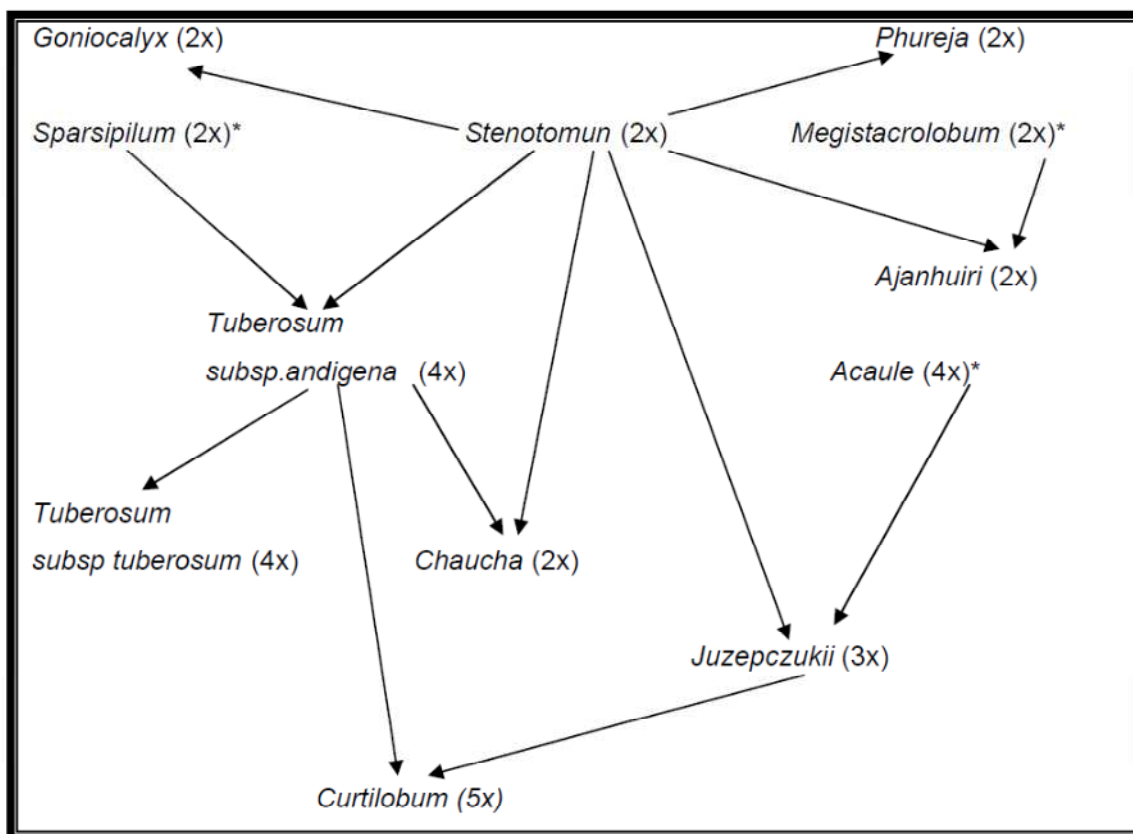 Goniocalyx (2x)
Phureja (2x)
Sparsipilum (2x)*
Stenotomun (2x)
Megistacrolobum (2x)*
Ajanhuiri (2x)
Tuberosum
subsp.andigena (4x)
Acaule (4x)*
Tuberosum
subsp tuberosum (4x)
Chaucha (2x)
Juzepczukii (3x)
Curtilobum (5x)